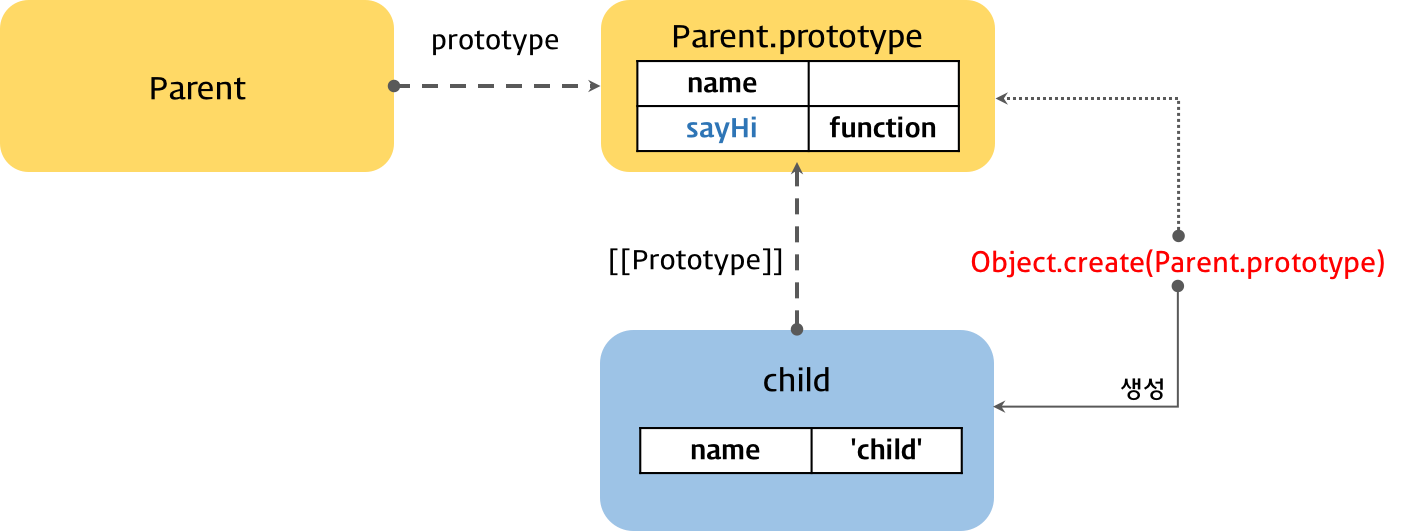 Parent
prototype
Parent.prototype
name
sayHi function
[[Prototype]]
Object.create(Parent.prototype)
생성
child
name 'child'